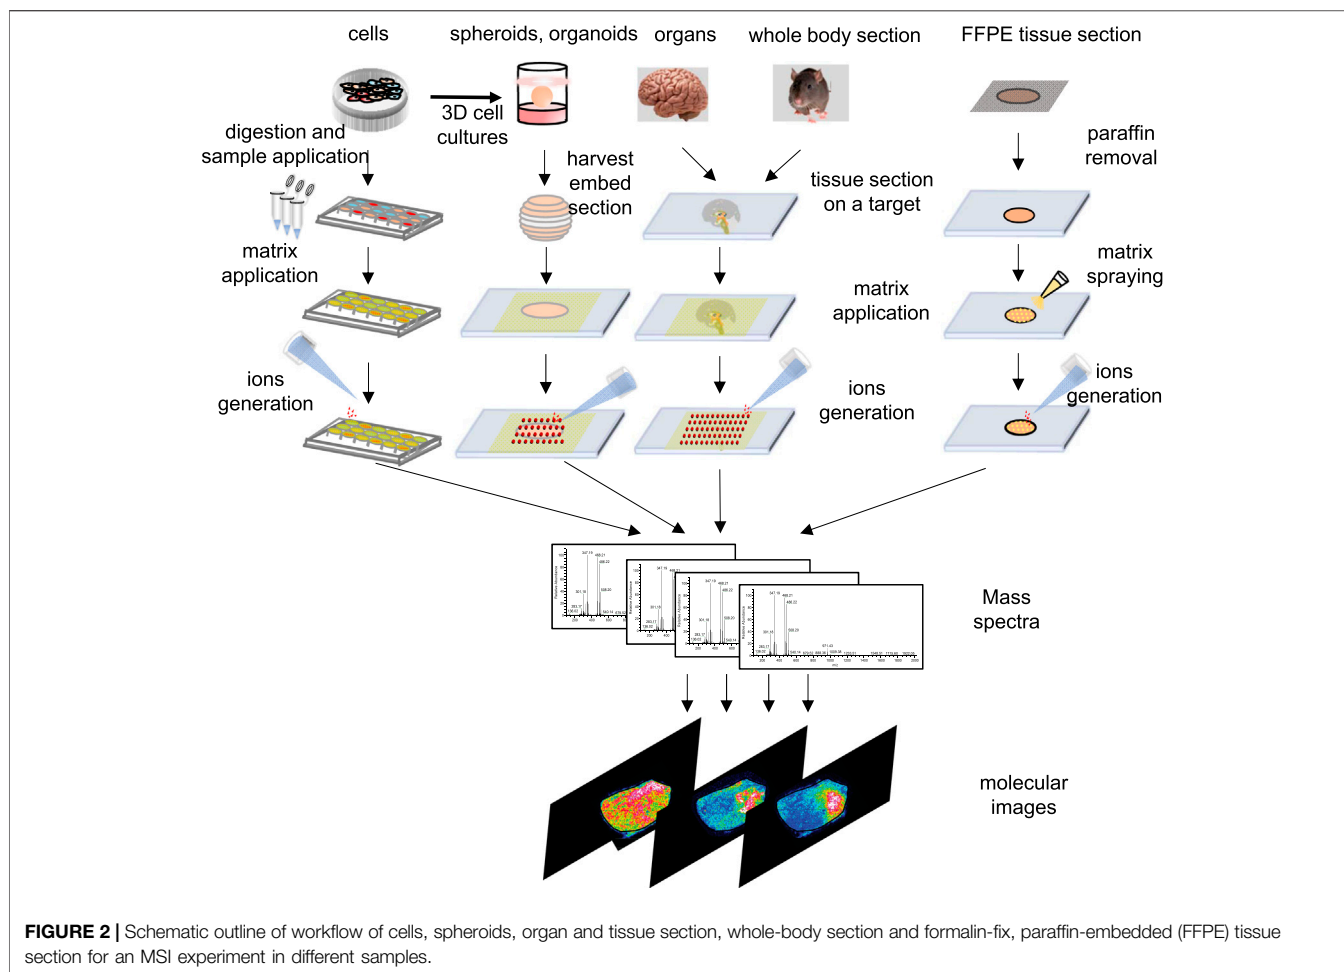 cells
spheroids, organoids
organs
whole body section
FFPE tissue section
3D cell
cultures
digestion and
sample application
harvest
embed
section
tissue section
on a target
paraffin
removal
matrix
application
matrix
application
matrix
spraying
ions
generation
ions
generation
ions
generation
Mass
spectra
molecular
images
FIGURE 2 | Schematic outline of workflow of cells, spheroids, organ and tissue section, whole-body section and formalin-fix, paraffin-embedded (FFPE) tissue
section for an MSI experiment in different samples.